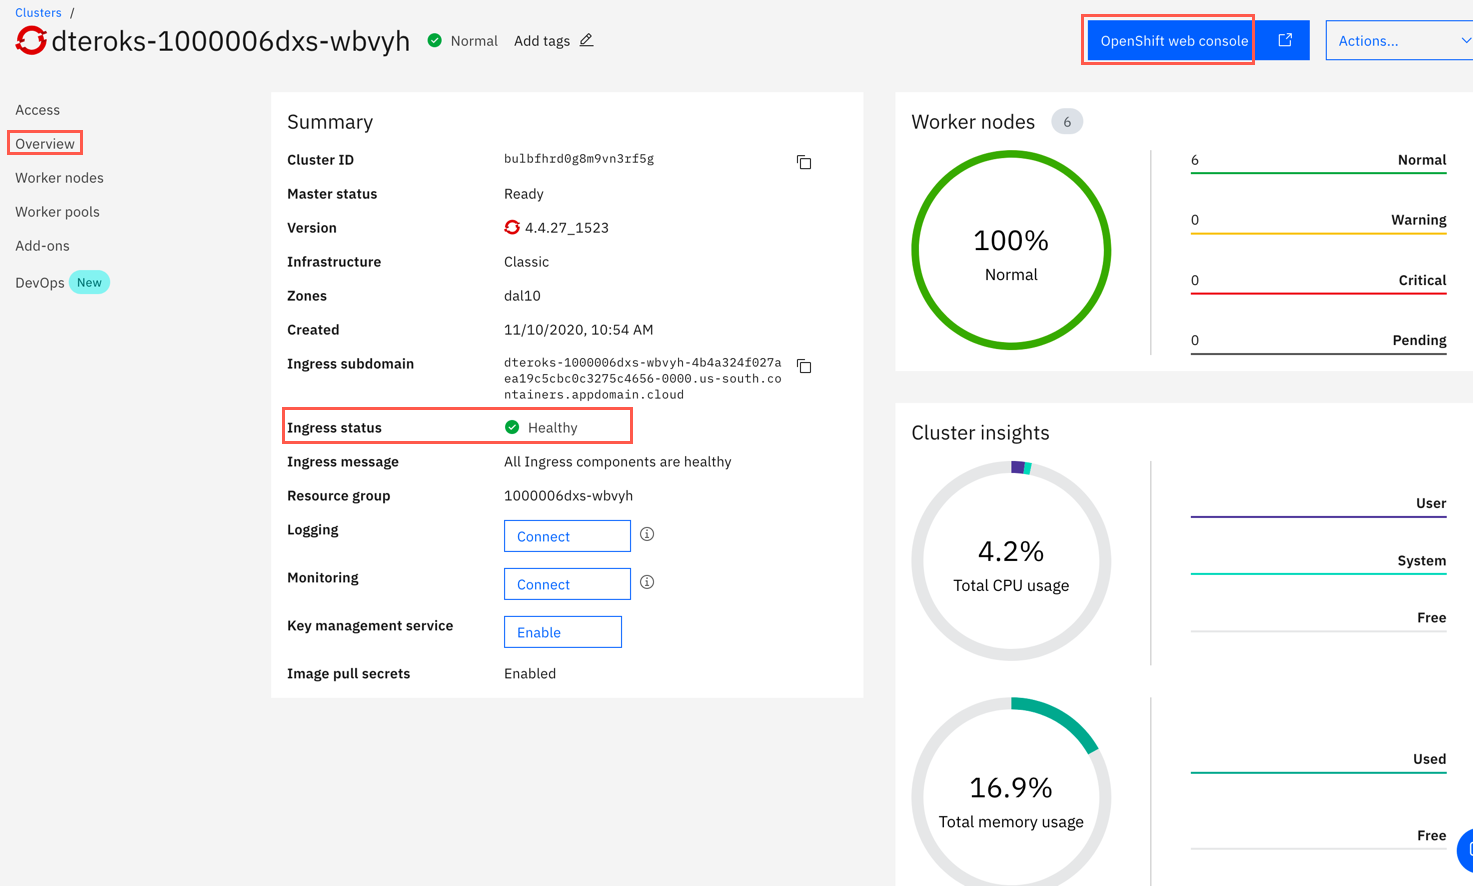 Clusters /
dteroks-1000006dxs-wbvyh
Normal
Add tags
OpenShift web console
Actions...
Access
Overview
Worker nodes
Worker pools
Add-ons
DevOps New
Summary
Cluster ID
bulbfhrd0g8m9vn3rf5g
Master status
Ready
Version
4.4.27_1523
Infrastructure
Classic
Zones
dal10
Created
11/10/2020, 10:54 AM
Ingress subdomain
dteroks-1000006dxs-wbvyh-4b4a324f027a
ea19c5cbc0c3275c4656-0000.us-south.co
ntainers.appdomain.cloud
Ingress status
Healthy
Ingress message
All Ingress components are healthy
Resource group
1000006dxs-wbvyh
Logging
Connect
Monitoring
Connect
Key management service
Enable
Image pull secrets
Enabled
Worker nodes 6
100%
Normal
6 Normal
0 Warning
0 Critical
0 Pending
Cluster insights
4.2%
Total CPU usage
User
System
Free
16.9%
Total memory usage
Used
Free